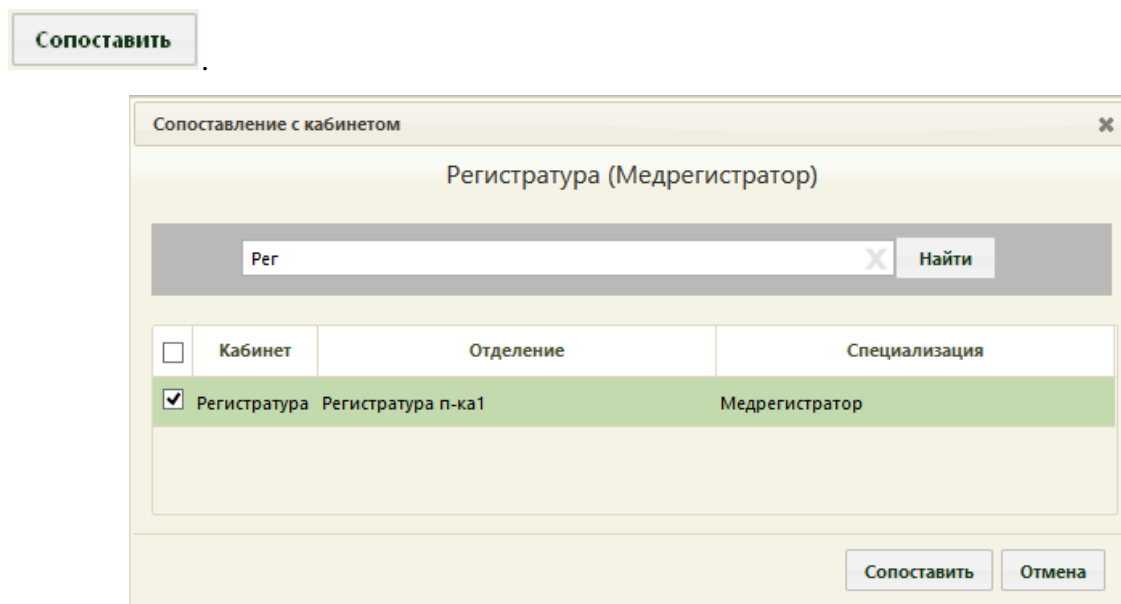 Сопоставить.
Сопоставление с кабинетом
Регистратура (Медрегистратор)
Рег Найти
Кабинет Отделение Специализация
Регистратура Регистратура п-ка1 Медрегистратор
Сопоставить Отмена